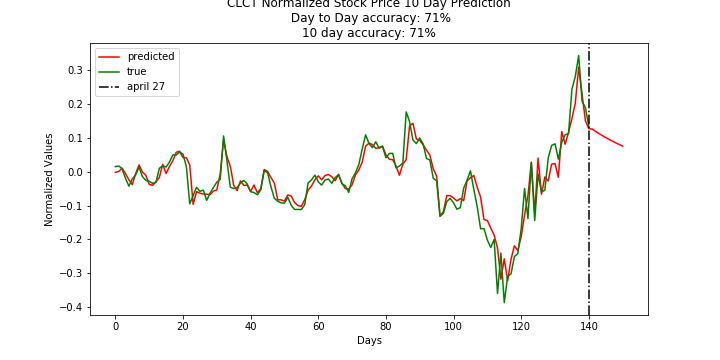 CLCT Normalized Stock Price 10 Day Prediction
Day to Day accuracy: 71%
10 day accuracy: 71%
predicted
true
april 27
Normalized Values
0.3
0.2
0.1
0.0
−0.1
−0.2
−0.3
−0.4
0 20 40 60 80 100 120 140
Days